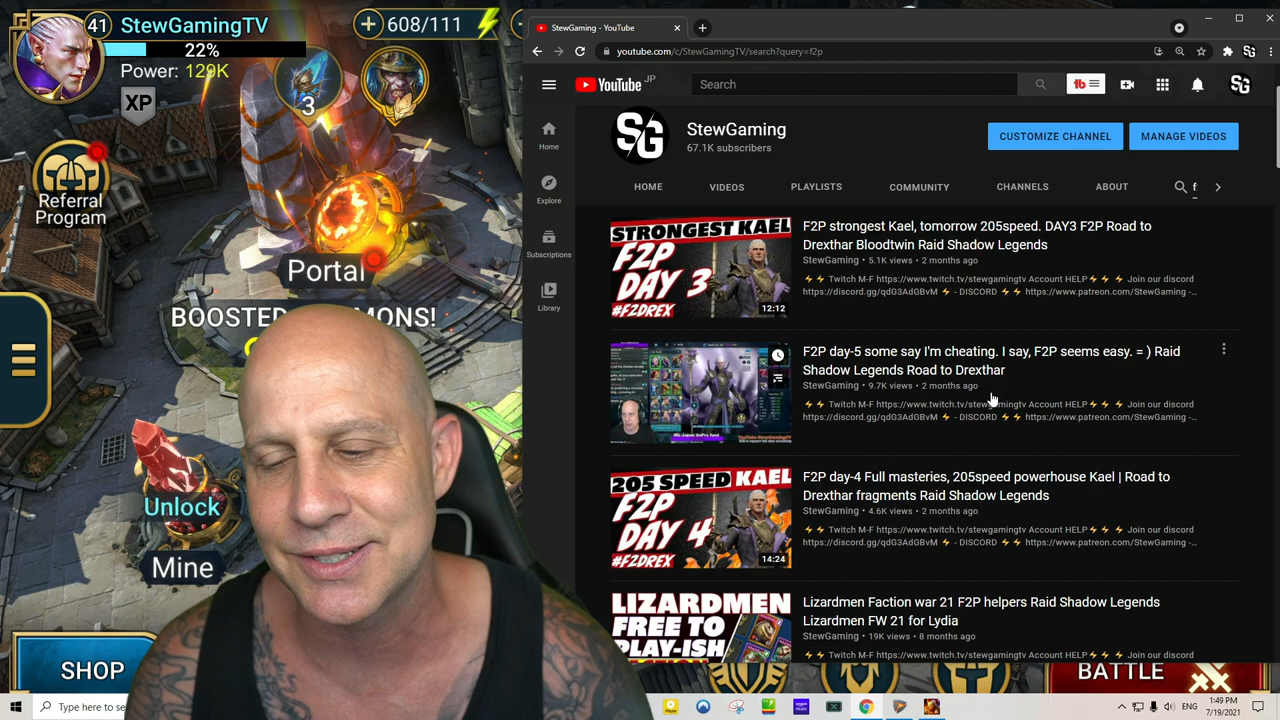 41 StewGamingTV
22%
Power: 129K
XP
608/111
3
Referral
Program
Portal
Unlock
Mine
SHOP
BATTLE
StewGaming - YouTube
youtube.com/c/StewGamingTV/search?query=f2p
SG
YouTube JP
Search
tb
SG
Home
Explore
Subscriptions
Library
SG
StewGaming
67.1K subscribers
CUSTOMIZE CHANNEL
MANAGE VIDEOS
HOME VIDEOS PLAYLISTS COMMUNITY CHANNELS ABOUT f
STRONGEST KAEL
F2P
DAY 3
#F2DREX
12:12
F2P strongest Kael, tomorrow 205speed. DAY3 F2P Road to
Drexthar Bloodtwin Raid Shadow Legends
StewGaming • 5.1K views • 2 months ago
⚡⚡ Twitch M-F https://www.twitch.tv/stewgamingtv Account HELP⚡⚡⚡ Join our discord
https://discord.gg/qdG3AdGBvM ⚡ - DISCORD ⚡⚡ https://www.patreon.com/StewGaming -...
F2P day-5 some say I'm cheating. I say, F2P seems easy = ) Raid
Shadow Legends Road to Drexthar
StewGaming • 9.7K views • 2 months ago
⚡⚡ Twitch M-F https://www.twitch.tv/stewgamingtv Account HELP⚡⚡⚡ Join our discord
https://discord.gg/qdG3AdGBvM ⚡ - DISCORD ⚡⚡ https://www.patreon.com/StewGaming -...
205 SPEED KAEL
F2P
DAY 4
#F2DREX
14:24
F2P day-4 Full masteries, 205speed powerhouse Kael | Road to
Drexthar fragments Raid Shadow Legends
StewGaming • 4.6K views • 2 months ago
⚡⚡ Twitch M-F https://www.twitch.tv/stewgamingtv Account HELP⚡⚡⚡ Join our discord
https://discord.gg/qdG3AdGBvM ⚡ - DISCORD ⚡⚡ https://www.patreon.com/StewGaming -...
LIZARDMEN
FREE TO
PLAY-ISH
Lizardmen Faction war 21 F2P helpers Raid Shadow Legends
Lizardmen FW 21 for Lydia
StewGaming • 19K views • 8 months ago
⚡⚡ Twitch M-F https://www.twitch.tv/stewgamingtv Account HELP⚡⚡⚡ Join our discord
Type here to se
1:49 PM
7/19/2021